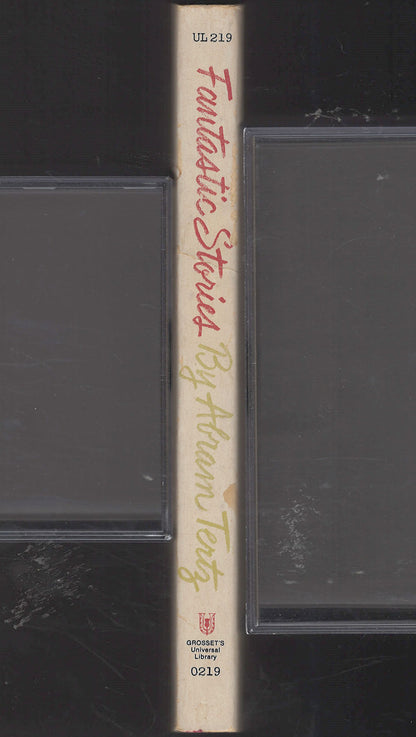 UL 219
Fantastic Stories By Abram Tertz
GROSSET'S
Universal
Library
0219